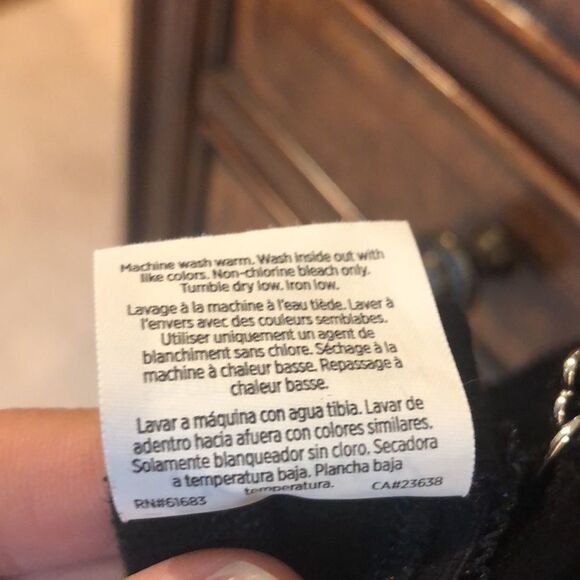 Machine wash warm. Wash inside out with
like colors. Non-chlorine bleach only.
Tumble dry low. Iron low.
Lavage à la machine à l'eau tiède. Laver à
l'envers avec des couleurs semblables.
Utiliser uniquement un agent de
blanchiment sans chlore. Séchage à la
machine à chaleur basse. Repassage à
chaleur basse.
Lavar a máquina con agua tibia. Lavar de
adentro hacia afuera con colores similares.
Solamente blanqueador sin cloro. Secadora
a temperatura baja. Plancha baja
temperatura.
RN#61683 CA#23638